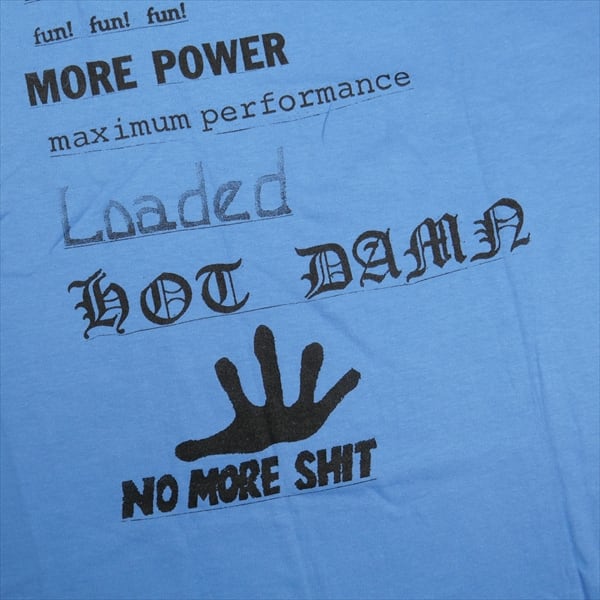 fun! fun! fun!
MORE POWER
maximum performance
Loaded
HOT DAMN
NO MORE SHIT